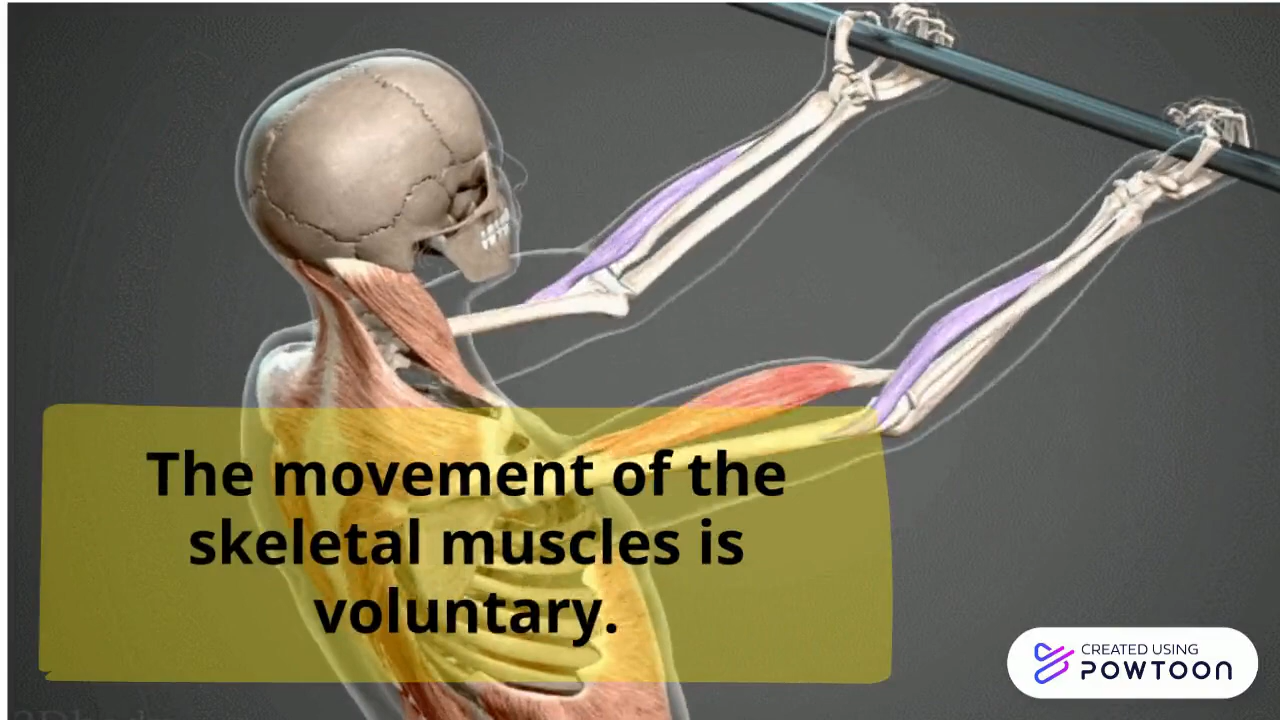 The movement of the
skeletal muscles is
voluntary.
CREATED USING
POWTOON